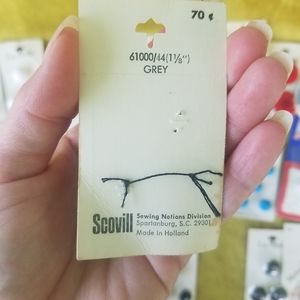 70 ¢
61000/44(1⅛")
GREY
Scovill
Sewing Notions Division
Spartanburg, S.C. 29301
Made in Holland